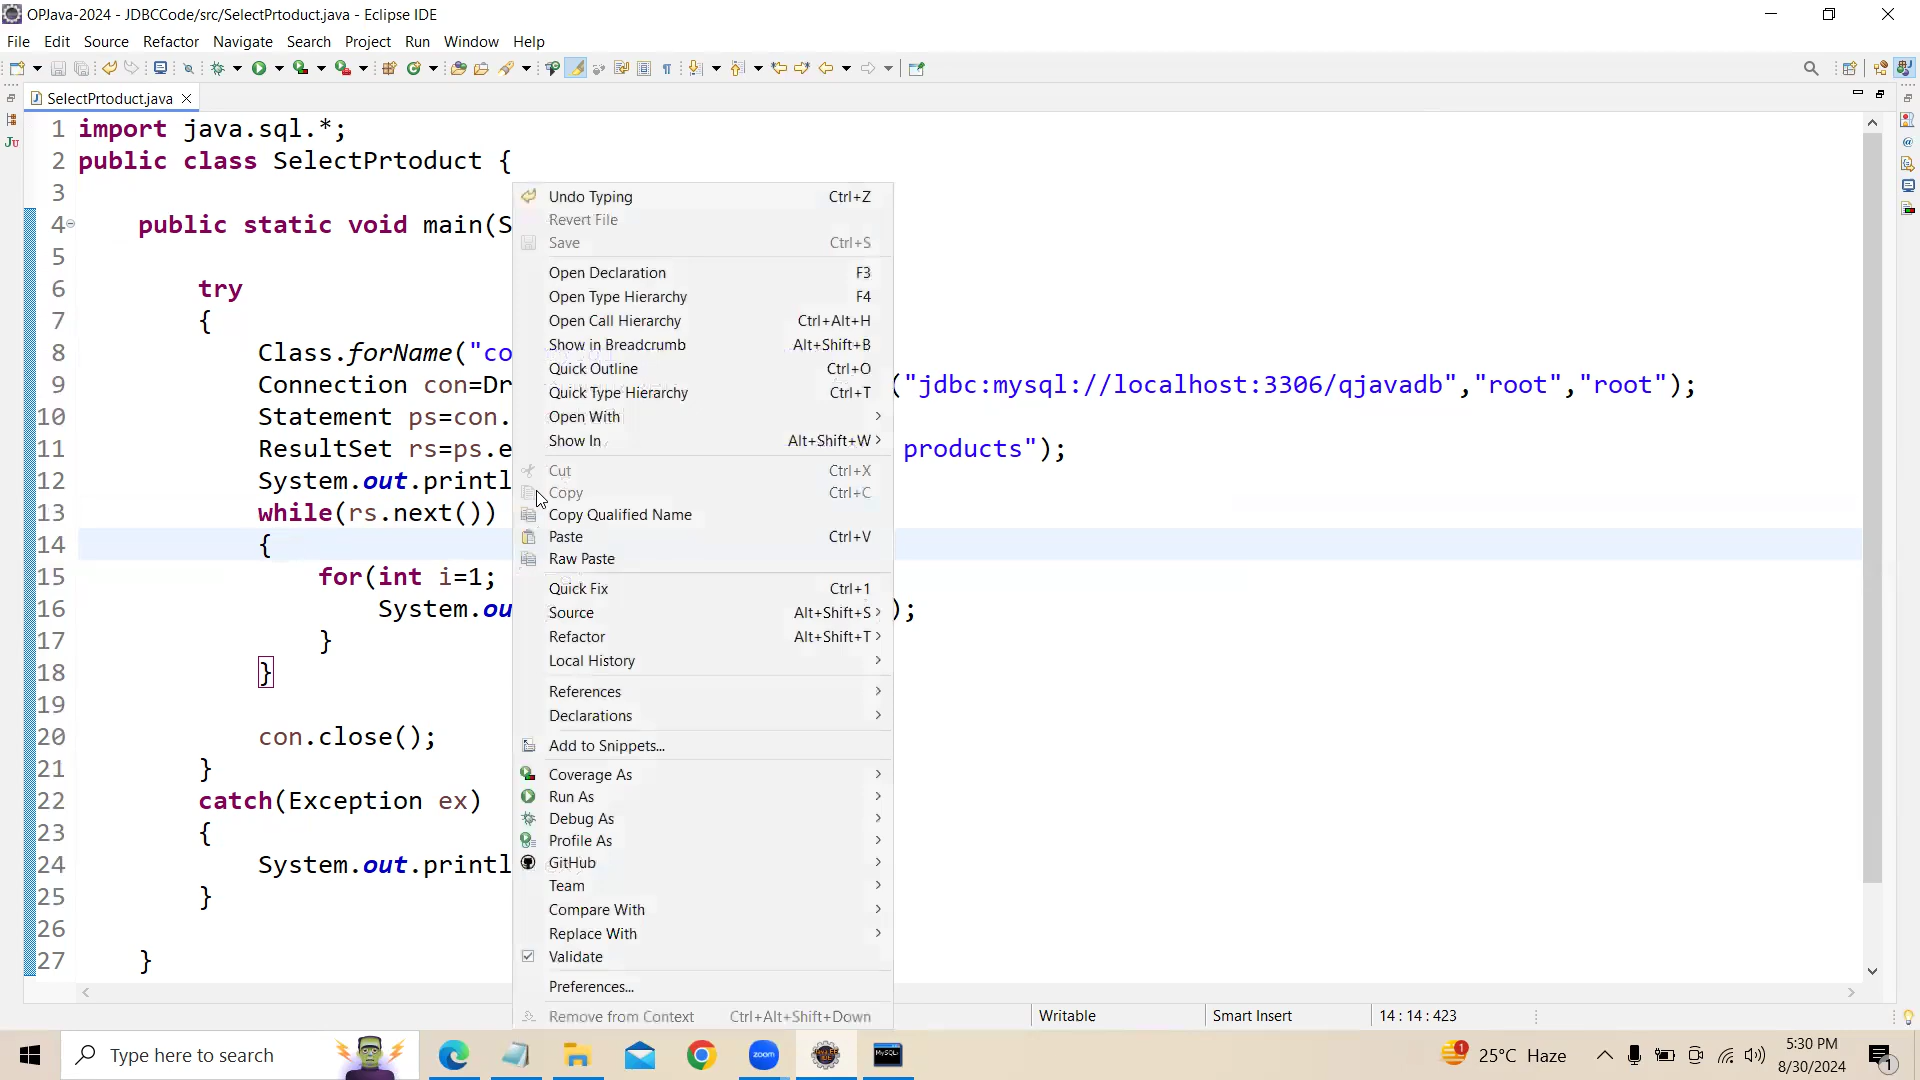 OPJava-2024 - JDBCCode/src/SelectPrtoduct.java - Eclipse IDE
File Edit Source Refactor Navigate Search Project Run Window Help
SelectPrtoduct.java
1 import java.sql.*;
2 public class SelectPrtoduct {
3
4 public static void main(S
5
6 try
7 {
8 Class.forName("co
9 Connection con=Dr ("jdbc:mysql://localhost:3306/qjavadb","root","root");
10 Statement ps=con.
11 ResultSet rs=ps.e products");
12 System.out.printl
13 while(rs.next())
14 {
15 for(int i=1;
16 System.ou );
17 }
18 }
19
20 con.close();
21 }
22 catch(Exception ex)
23 {
24 System.out.printl
25 }
26
27 }
Undo Typing Ctrl+Z
Revert File
Save Ctrl+S
Open Declaration F3
Open Type Hierarchy F4
Open Call Hierarchy Ctrl+Alt+H
Show in Breadcrumb Alt+Shift+B
Quick Outline Ctrl+O
Quick Type Hierarchy Ctrl+T
Open With
Show In Alt+Shift+W
Cut Ctrl+X
Copy Ctrl+C
Copy Qualified Name
Paste Ctrl+V
Raw Paste
Quick Fix Ctrl+1
Source Alt+Shift+S
Refactor Alt+Shift+T
Local History
References
Declarations
Add to Snippets...
Coverage As
Run As
Debug As
Profile As
GitHub
Team
Compare With
Replace With
Validate
Preferences...
Remove from Context Ctrl+Alt+Shift+Down
Writable Smart Insert 14 : 14 : 423
Type here to search
zoom
MySQL
1 25°C Haze
5:30 PM
8/30/2024
1